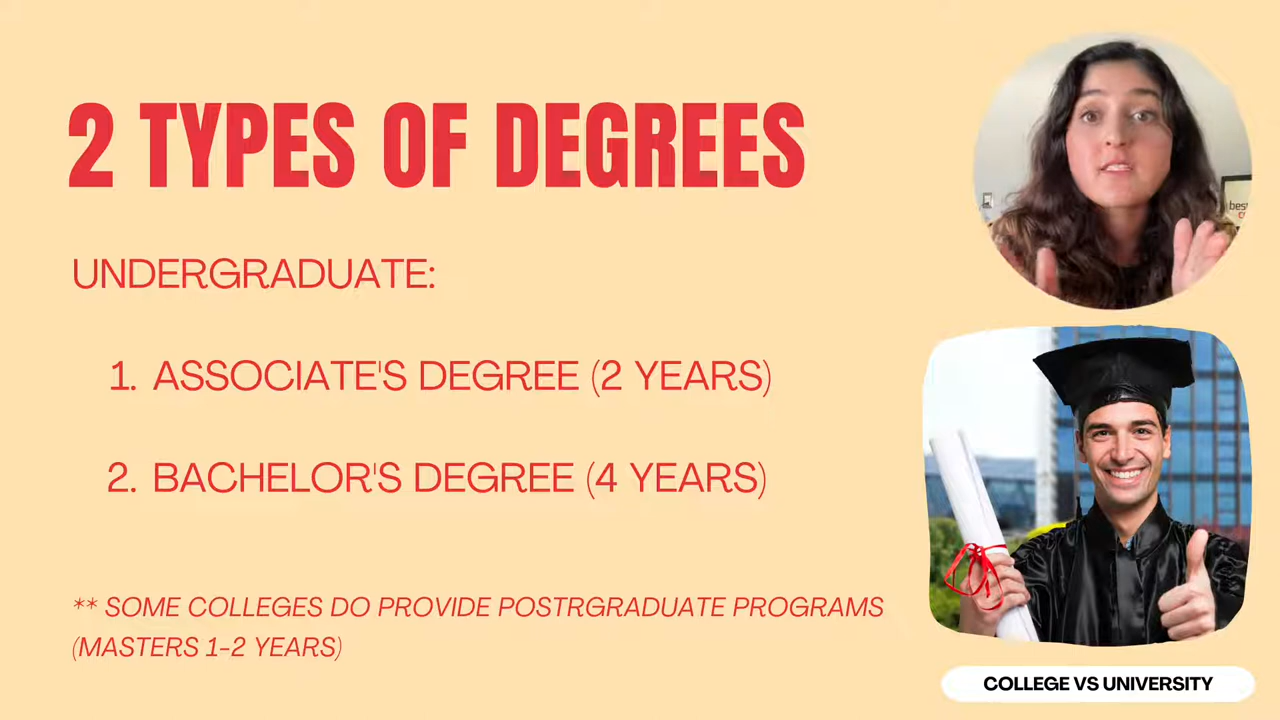 2 TYPES OF DEGREES
UNDERGRADUATE:
1. ASSOCIATE'S DEGREE (2 YEARS)
2. BACHELOR'S DEGREE (4 YEARS)
** SOME COLLEGES DO PROVIDE POSTRGRADUATE PROGRAMS
(MASTERS 1-2 YEARS)
best
COLLEGE VS UNIVERSITY